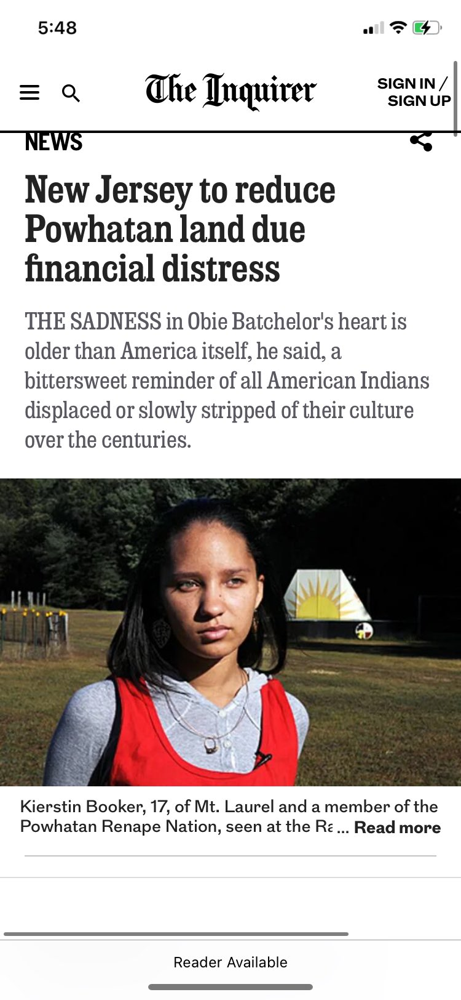 5:48
The Inquirer
SIGN IN /
SIGN UP
NEWS
New Jersey to reduce
Powhatan land due
financial distress
THE SADNESS in Obie Batchelor's heart is
older than America itself, he said, a
bittersweet reminder of all American Indians
displaced or slowly stripped of their culture
over the centuries.
Kierstin Booker, 17, of Mt. Laurel and a member of the
Powhatan Renape Nation, seen at the Ra ... Read more
Reader Available